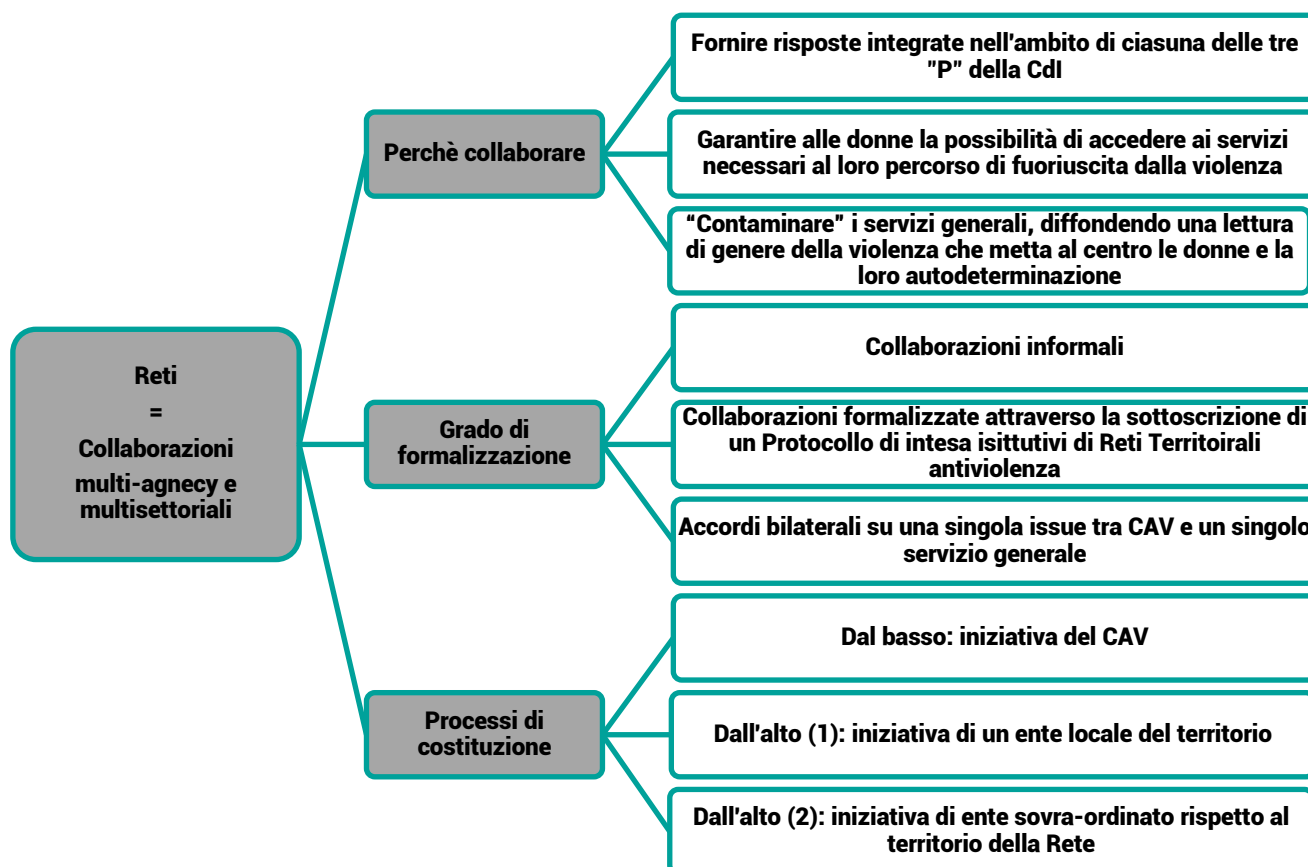 Reti
=
Collaborazioni
multi-agnecy e
multisettoriali
Perchè collaborare
Fornire risposte integrate nell'ambito di ciasuna delle tre
"P" della CdI
Garantire alle donne la possibilità di accedere ai servizi
necessari al loro percorso di fuoriuscita dalla violenza
“Contaminare” i servizi generali, diffondendo una lettura
di genere della violenza che metta al centro le donne e la
loro autodeterminazione
Grado di
formalizzazione
Collaborazioni informali
Collaborazioni formalizzate attraverso la sottoscrizione di
un Protocollo di intesa isittutivi di Reti Territoirali
antiviolenza
Accordi bilaterali su una singola issue tra CAV e un singolo
servizio generale
Processi di
costituzione
Dal basso: iniziativa del CAV
Dall'alto (1): iniziativa di un ente locale del territorio
Dall'alto (2): iniziativa di ente sovra-ordinato rispetto al
territorio della Rete